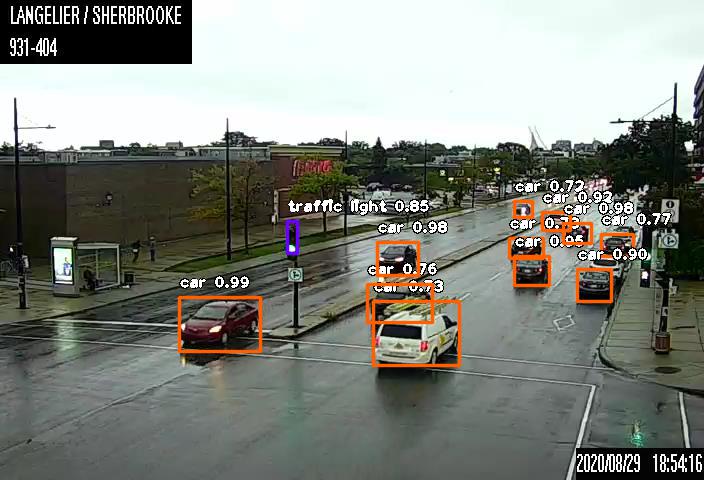 LANGELIER / SHERBROOKE
931-404
car 0.72
car 0.92
traffic light 0.85
car 0.98
car 0.98
car 0.77
car 0.90
car 0.76
car 0.99
0.73
2020/08/29 18:54:16